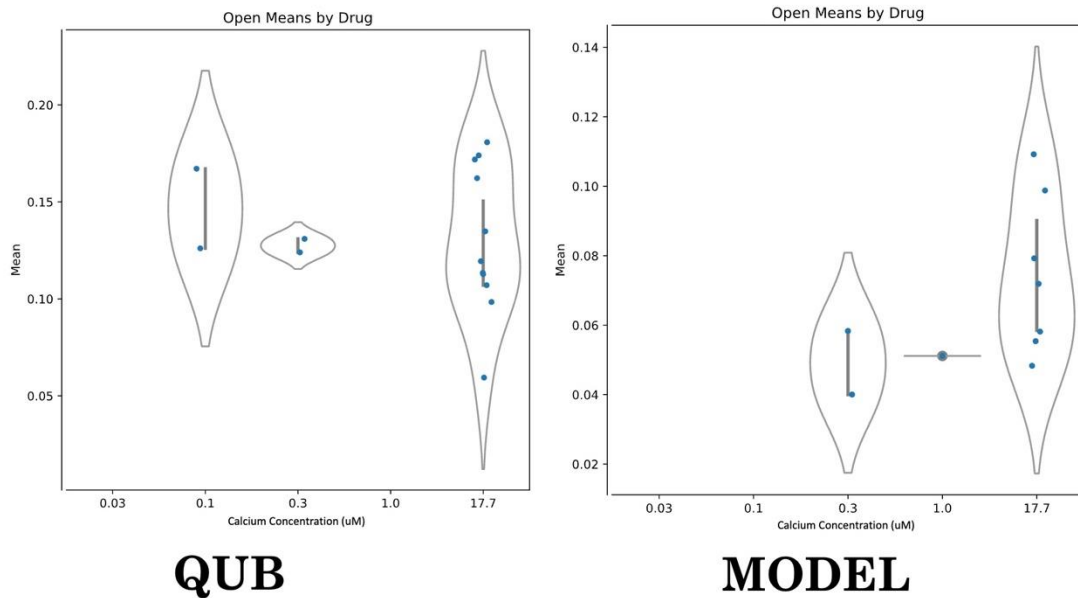 Open Means by Drug
Mean
0.20
0.15
0.10
0.05
0.03 0.1 0.3 1.0 17.7
Calcium Concentration (uM)
QUB
Open Means by Drug
Mean
0.14
0.12
0.10
0.08
0.06
0.04
0.02
0.03 0.1 0.3 1.0 17.7
Calcium Concentration (uM)
MODEL